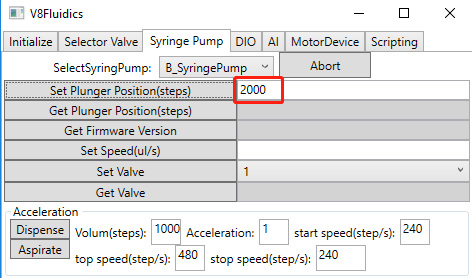 V8Fluidics
Initialize Selector Valve Syringe Pump DIO AI MotorDevice Scripting
SelectSyringPump: B_SyringePump Abort
Set Plunger Position(steps) 2000
Get Plunger Position(steps)
Get Firmware Version
Set Speed(ul/s)
Set Valve 1
Get Valve
Acceleration
Dispense Volum(steps): 1000 Acceleration: 1 start speed(step/s): 240
Aspirate top speed(step/s): 480 stop speed(step/s): 240